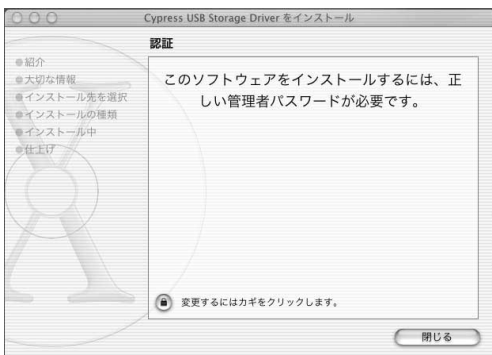 Cypress USB Storage Driver をインストール
認証
紹介
大切な情報
インストール先を選択
インストールの種類
インストール中
仕上げ
このソフトウェアをインストールするには、正
しい管理者パスワードが必要です。
変更するにはカギをクリックします。
閉じる